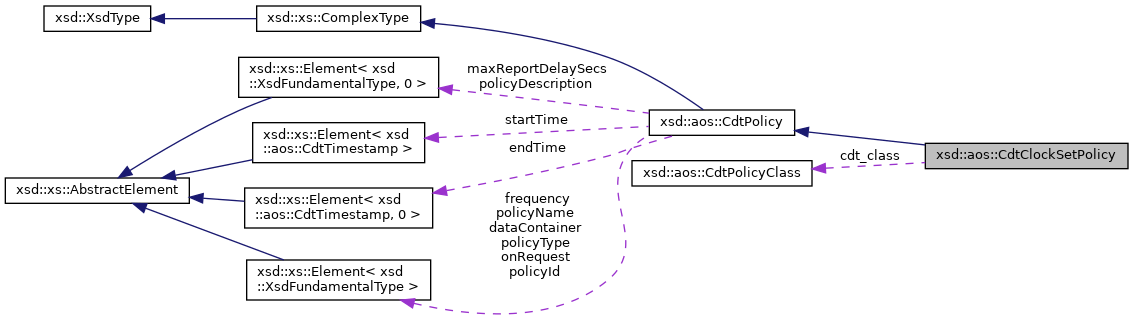 xsd::XsdType
xsd::xs::ComplexType
xsd::xs::Element< xsd
::XsdFundamentalType, 0 >
maxReportDelaySecs
policyDescription
xsd::xs::Element< xsd
::aos::CdtTimestamp >
startTime
endTime
xsd::aos::CdtPolicy
xsd::aos::CdtClockSetPolicy
cdt_class
xsd::aos::CdtPolicyClass
xsd::xs::AbstractElement
xsd::xs::Element< xsd
::aos::CdtTimestamp, 0 >
frequency
policyName
dataContainer
policyType
onRequest
policyId
xsd::xs::Element< xsd
::XsdFundamentalType >